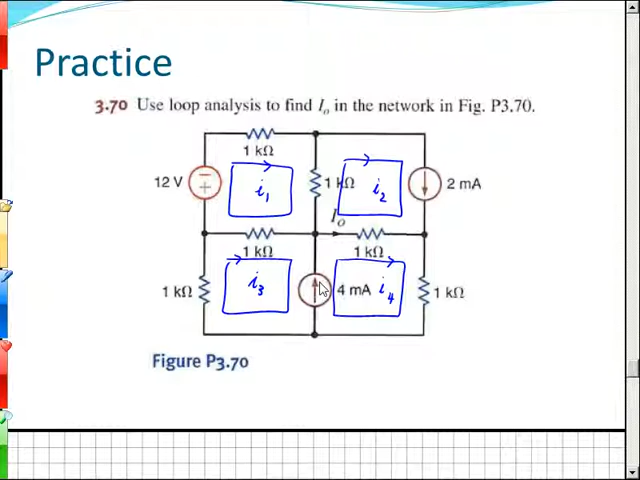 Practice
3.70 Use loop analysis to find Io in the network in Fig. P3.70.
1 kΩ
12 V
i1
1 kΩ
i2
2 mA
Io
1 kΩ
1 kΩ
1 kΩ
i3
4 mA
i4
1 kΩ
Figure P3.70